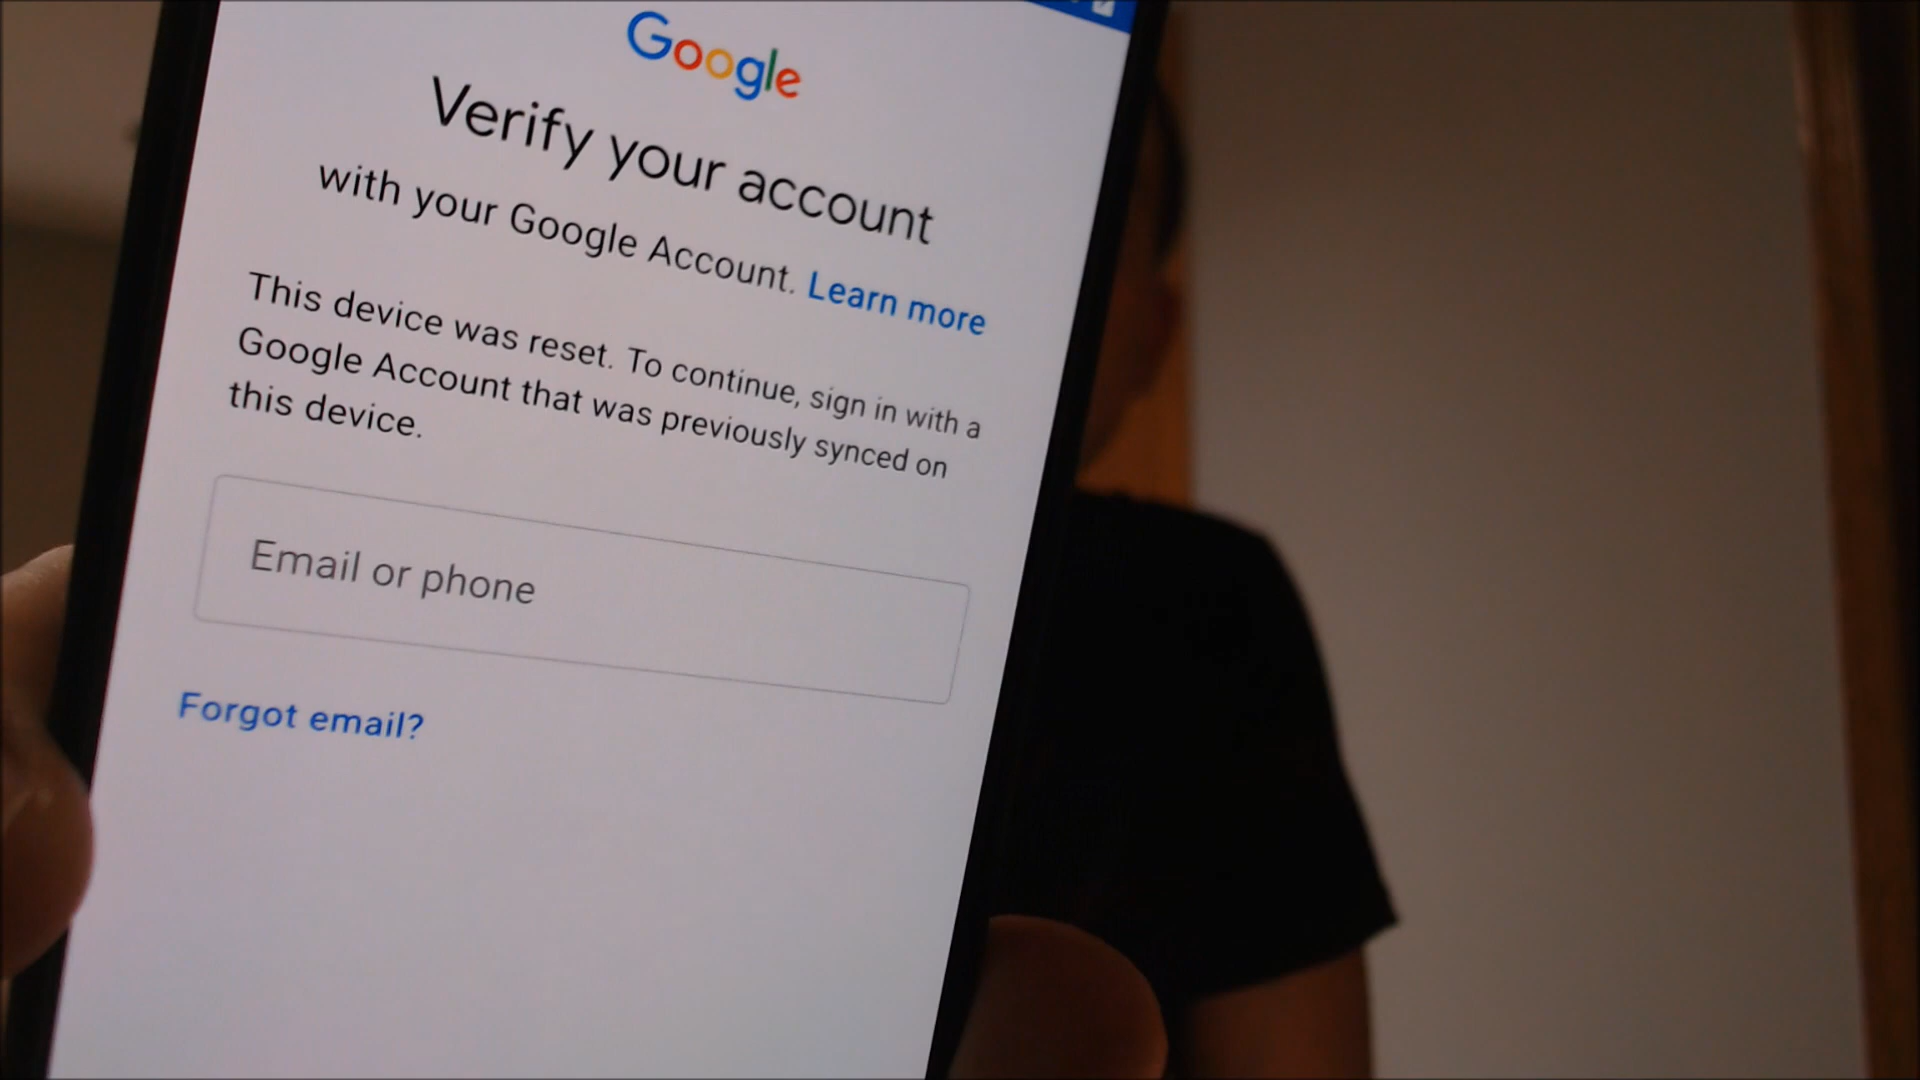 Google
Verify your account
with your Google Account. Learn more
This device was reset. To continue, sign in with a
Google Account that was previously synced on
this device.
Email or phone
Forgot email?